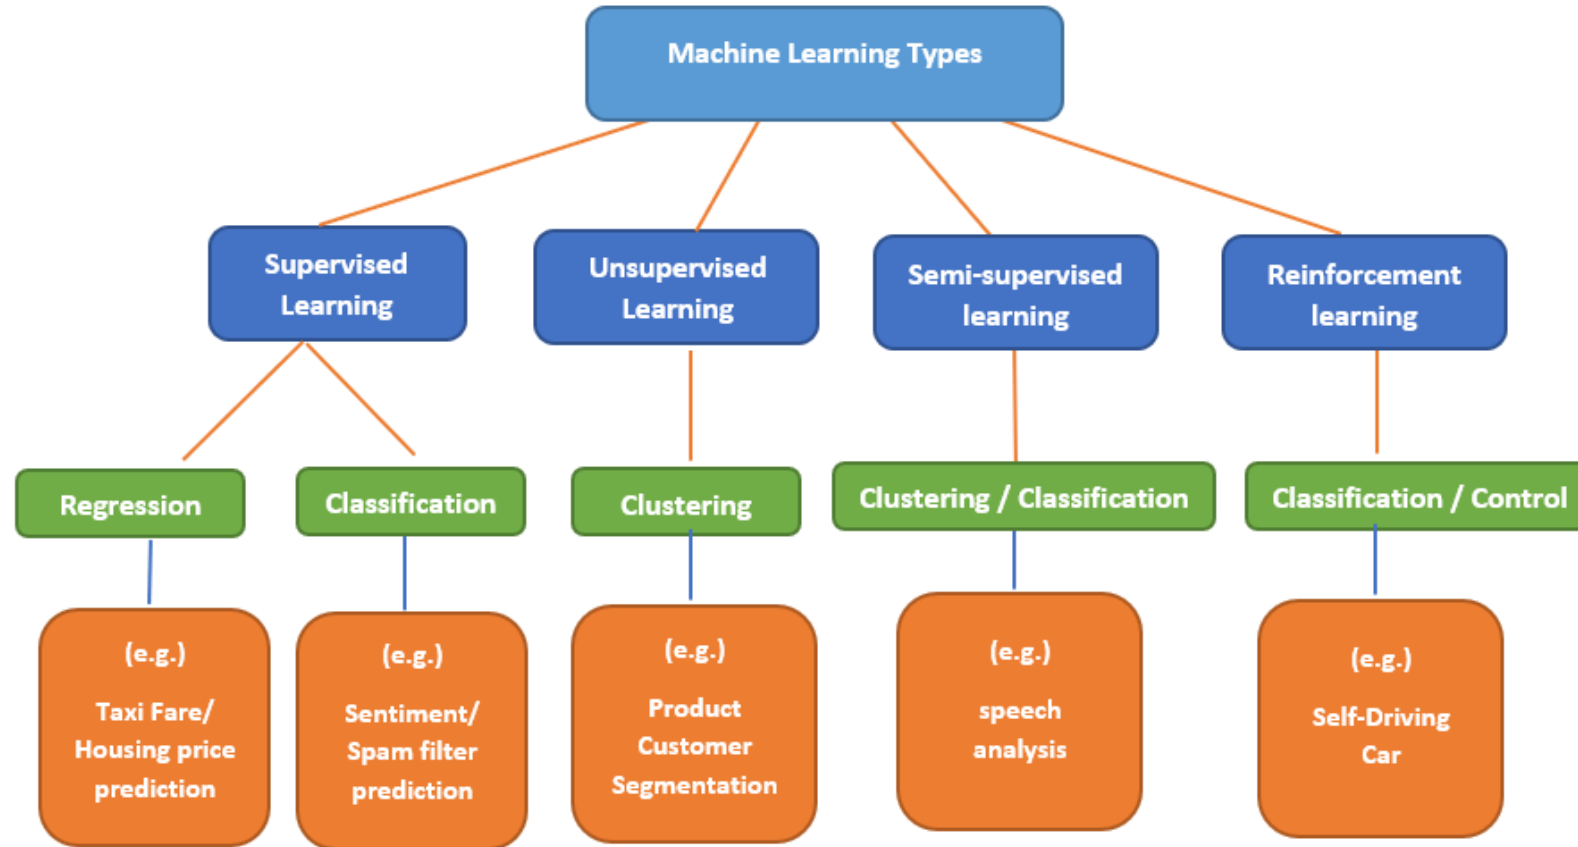 Machine Learning Types
Supervised
Learning
Unsupervised
Learning
Semi-supervised
learning
Reinforcement
learning
Regression
Classification
Clustering
Clustering / Classification
Classification / Control
(e.g.)
Taxi Fare/
Housing price
prediction
(e.g.)
Sentiment/
Spam filter
prediction
(e.g.)
Product
Customer
Segmentation
(e.g.)
speech
analysis
(e.g.)
Self-Driving
Car